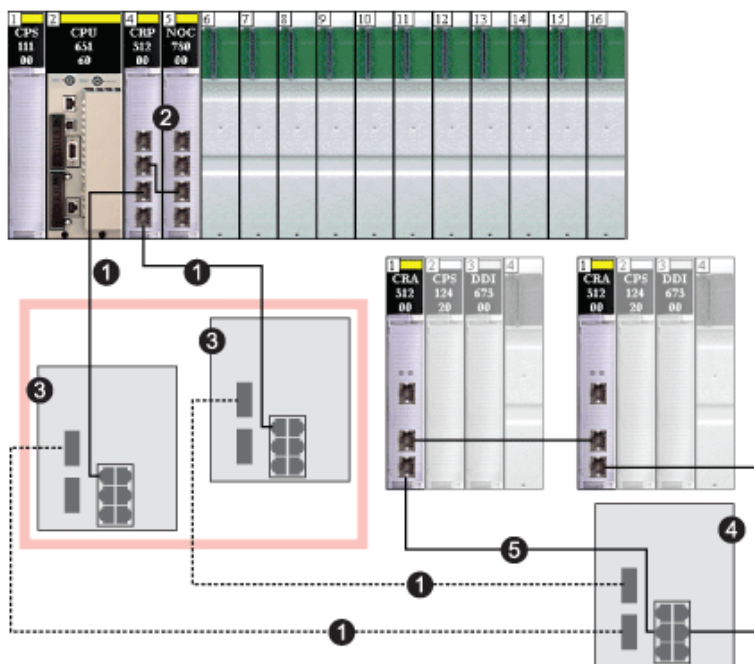 1 2 4 5 6 7 8 9 10 11 12 13 14 15 16
CPS CPU CRP NOC
111 651 312 780
00 60 00 00
2
1 1
1 2 3 4 1 2 3 4
CRA CPS DDI CRA CPS DDI
312 124 673 312 124 673
00 20 00 00 20 00
3
3
4
5
1
1